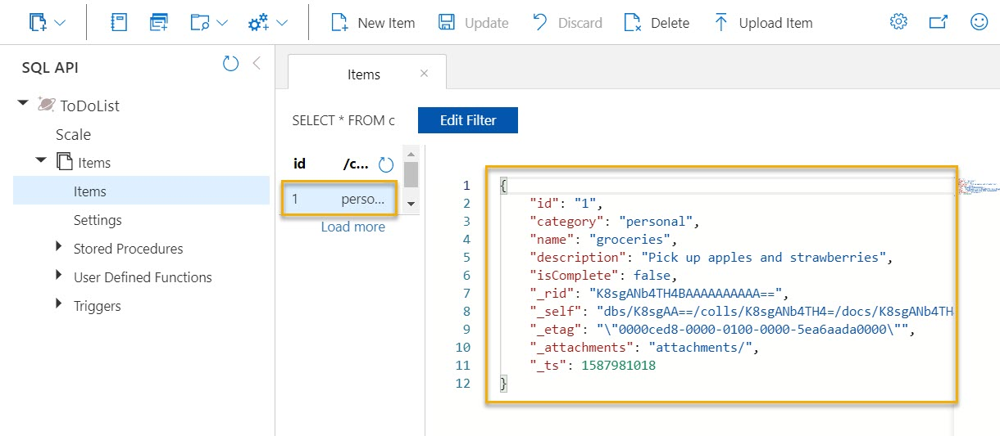 New Item Update Discard Delete Upload Item
SQL API
ToDoList
Scale
Items
Items
Settings
Stored Procedures
User Defined Functions
Triggers
Items
SELECT * FROM c Edit Filter
id /c...
1 perso...
Load more
1 {
2 "id": "1",
3 "category": "personal",
4 "name": "groceries",
5 "description": "Pick up apples and strawberries",
6 "isComplete": false,
7 "_rid": "K8sgANb4TH4BAAAAAAAAAA==",
8 "_self": "dbs/K8sgAA==/colls/K8sgANb4TH4=/docs/K8sgANb4TH
9 "_etag": "\"0000ced8-0000-0100-0000-5ea6aada0000\"",
10 "_attachments": "attachments/",
11 "_ts": 1587981018
12 }